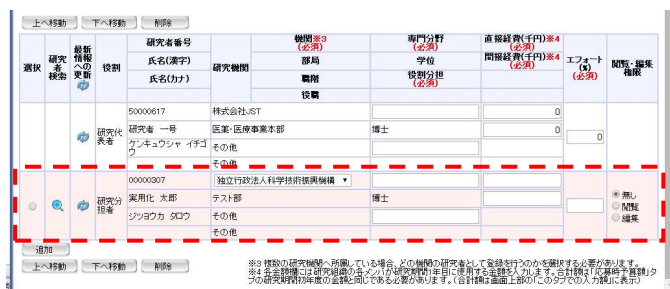 上へ移動 下へ移動 削除
選択 研究者検索 最新情報への更新 役割 研究者番号 研究機関 機関※3(必須) 専門分野(必須) 直接経費(千円)※4(必須) エフォート(%)(必須) 閲覧・編集権限
氏名(漢字) 部局 学位 間接経費(千円)※4(必須)
氏名(カナ) 職階 役割分担(必須)
役職
50000617 株式会社JST 0
研究代表者 研究者 一号 医薬・医療事業本部 博士 0 0
ケンキュウシャ イチゴウ その他
その他
00000307 独立行政法人科学技術振興機構
研究分担者 実用化 太郎 テスト部 博士 無し
閲覧
ジツヨウカ タロウ その他 編集
その他
追加
上へ移動 下へ移動 削除
※3 複数の研究機関へ所属している場合、どの機関の研究者として登録を行うのかを選択する必要があります。
※4 各金額欄には研究組織の各メンバが研究期間1年目に使用する金額を入力します。合計額は「応募時予算額」タ
ブの研究期間初年度の金額と同じである必要があります。(合計額は画面上部の「このタブでの入力額」に表示)